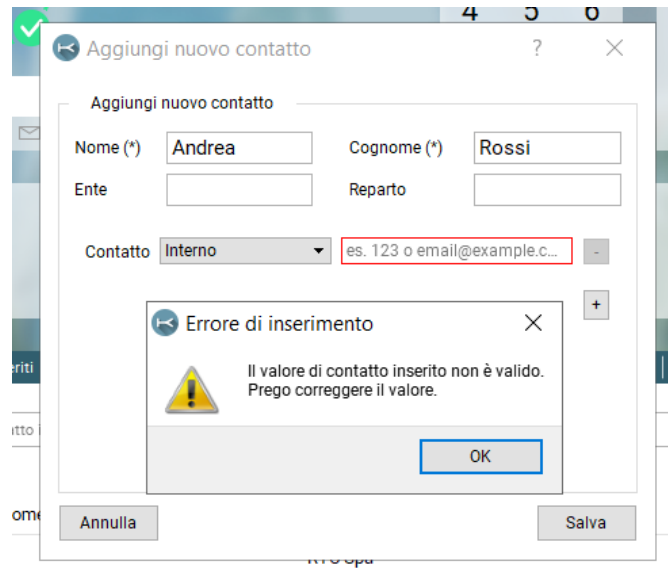 4 5 6
Aggiungi nuovo contatto ?
Aggiungi nuovo contatto
Nome (*) Andrea Cognome (*) Rossi
Ente Reparto
Contatto Interno es. 123 o email@example.c... -
+
Errore di inserimento
Il valore di contatto inserito non è valido.
Prego correggere il valore.
OK
Annulla Salva